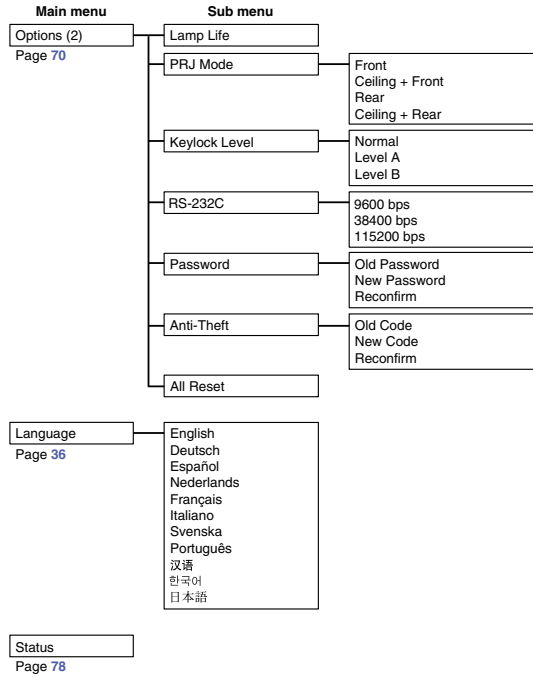 Main menu
Sub menu
Options (2)
Page 70
Lamp Life
PRJ Mode
Front
Ceiling + Front
Rear
Ceiling + Rear
Keylock Level
Normal
Level A
Level B
RS-232C
9600 bps
38400 bps
115200 bps
Password
Old Password
New Password
Reconfirm
Anti-Theft
Old Code
New Code
Reconfirm
All Reset
Language
Page 36
English
Deutsch
Español
Nederlands
Français
Italiano
Svenska
Português
汉语
한국어
日本語
Status
Page 78